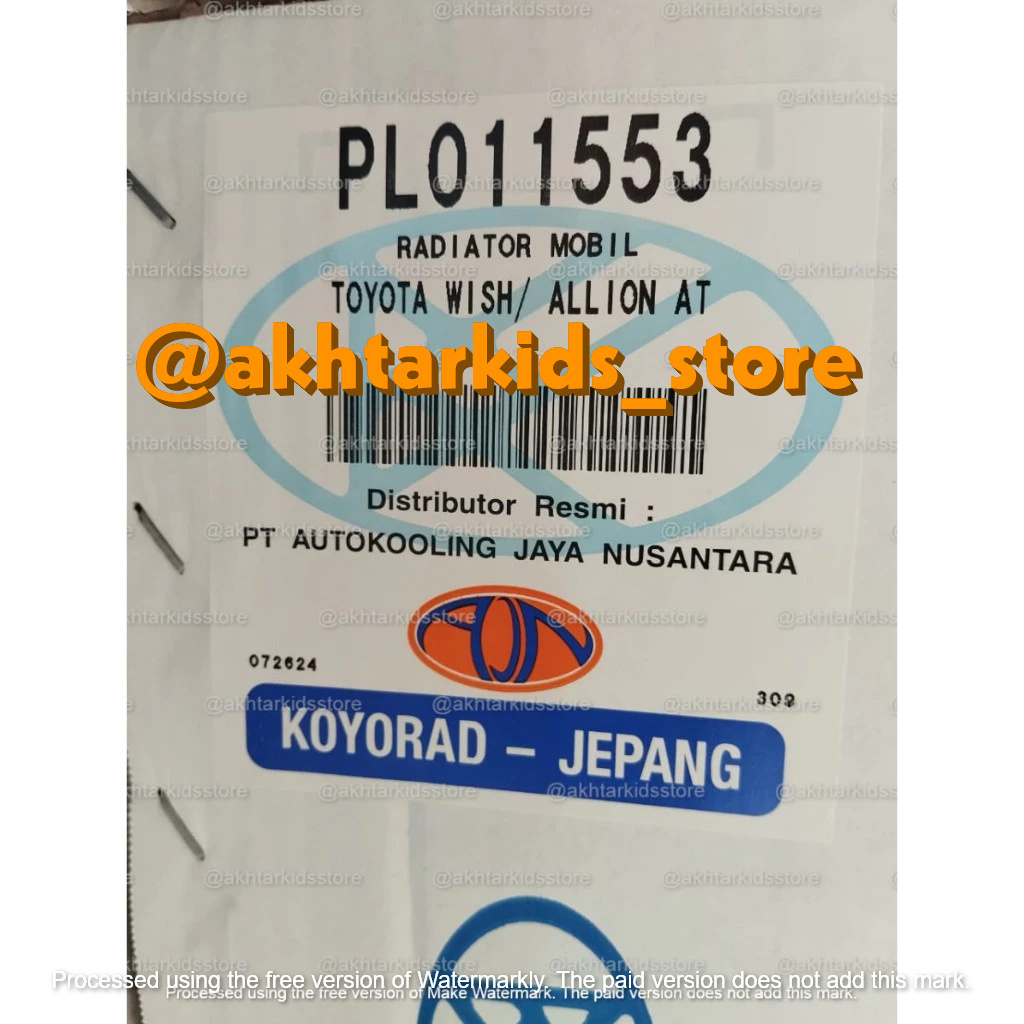 PL011553
RADIATOR MOBIL
TOYOTA WISH/ ALLION AT
@akhtarkids_store
Distributor Resmi :
PT AUTOKOOLING JAYA NUSANTARA
AJN
072624
309
KOYORAD – JEPANG
@akhtarkidsstore
Processed using the free version of Watermarkly. The paid version does not add this mark.
Processed using the free version of Make Watermark. The paid version does not add this mark.